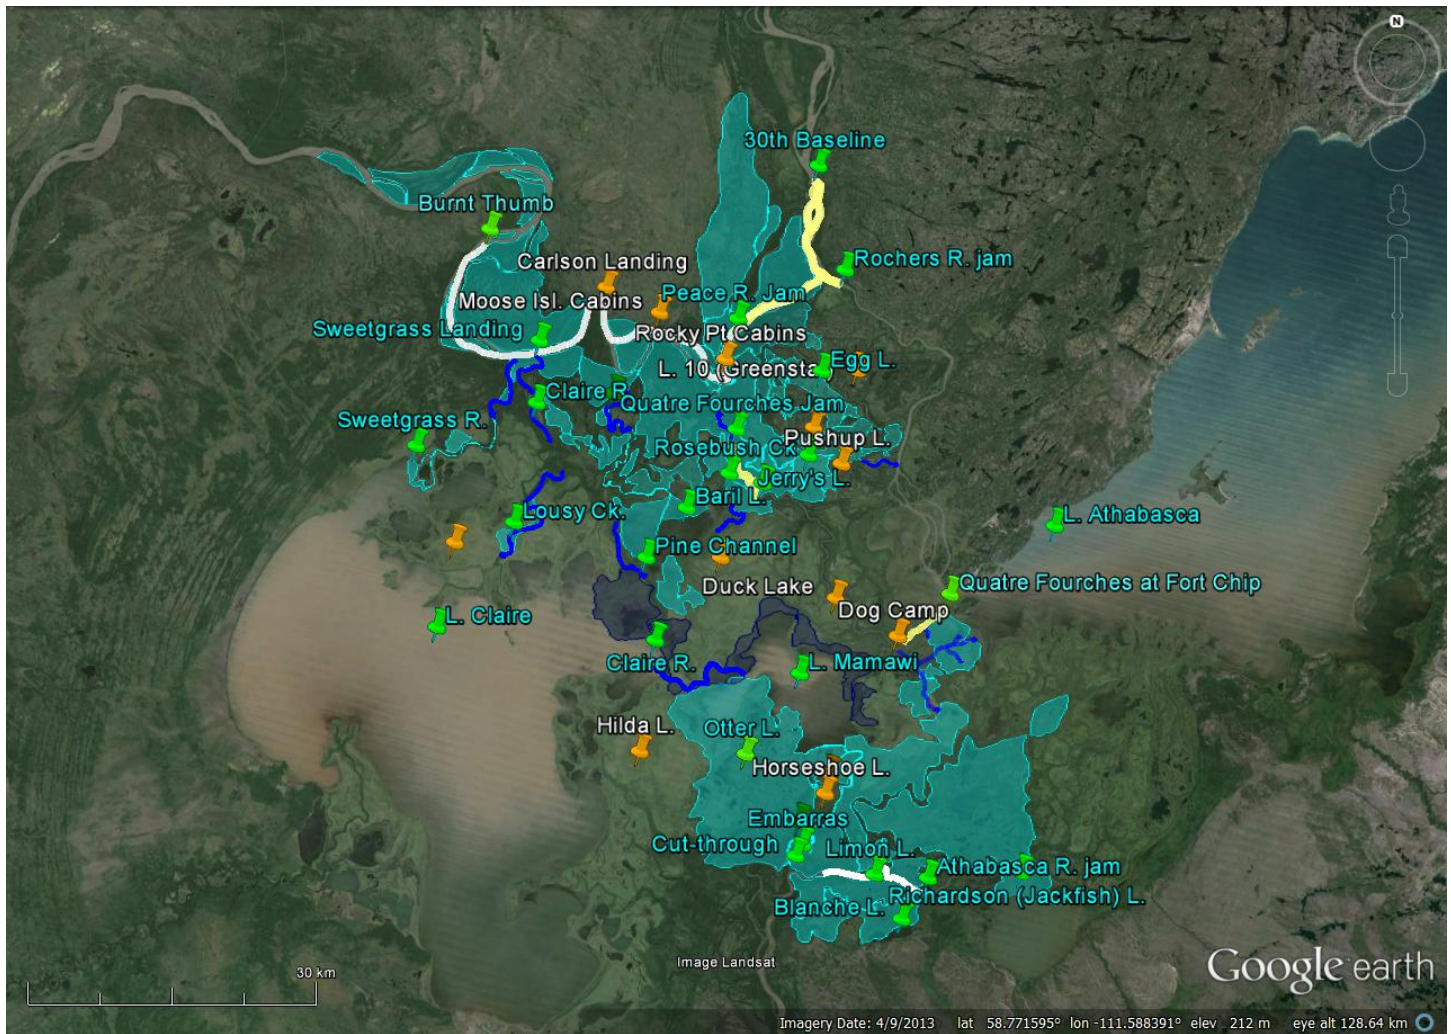 N
30th Baseline
Burnt Thumb
Carlson Landing
Rochers R. jam
Moose Isl. Cabins
Peace R. Jam
Sweetgrass Landing
Rocky Pt Cabins
L. 10 (Greensta
Egg L.
Claire R.
Quatre Fourches Jam
Sweetgrass R.
Pushup L.
Rosebush Ck
Jerry's L.
Baril L.
Lousy Ck.
L. Athabasca
Pine Channel
Duck Lake
Quatre Fourches at Fort Chip
Dog Camp
L. Claire
Claire R.
L. Mamawi
Hilda L.
Otter L.
Horseshoe L.
Embarras
Cut-through
Limon L.
Athabasca R. jam
Richardson (Jackfish) L.
Blanche L.
Image Landsat
Google earth
30 km
Imagery Date: 4/9/2013 lat 58.771595° lon -111.588391° elev 212 m eye alt 128.64 km